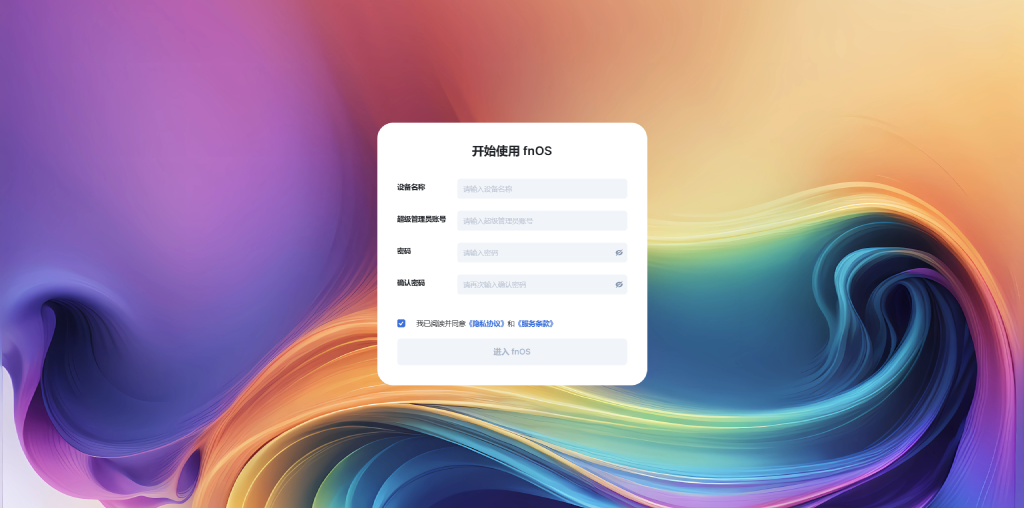 开始使用 fnOS
设备名称 请输入设备名称
超级管理员账号 请输入超级管理员账号
密码 请输入密码
确认密码 请再次输入确认密码
我已阅读并同意《隐私协议》和《服务条款》
进入 fnOS